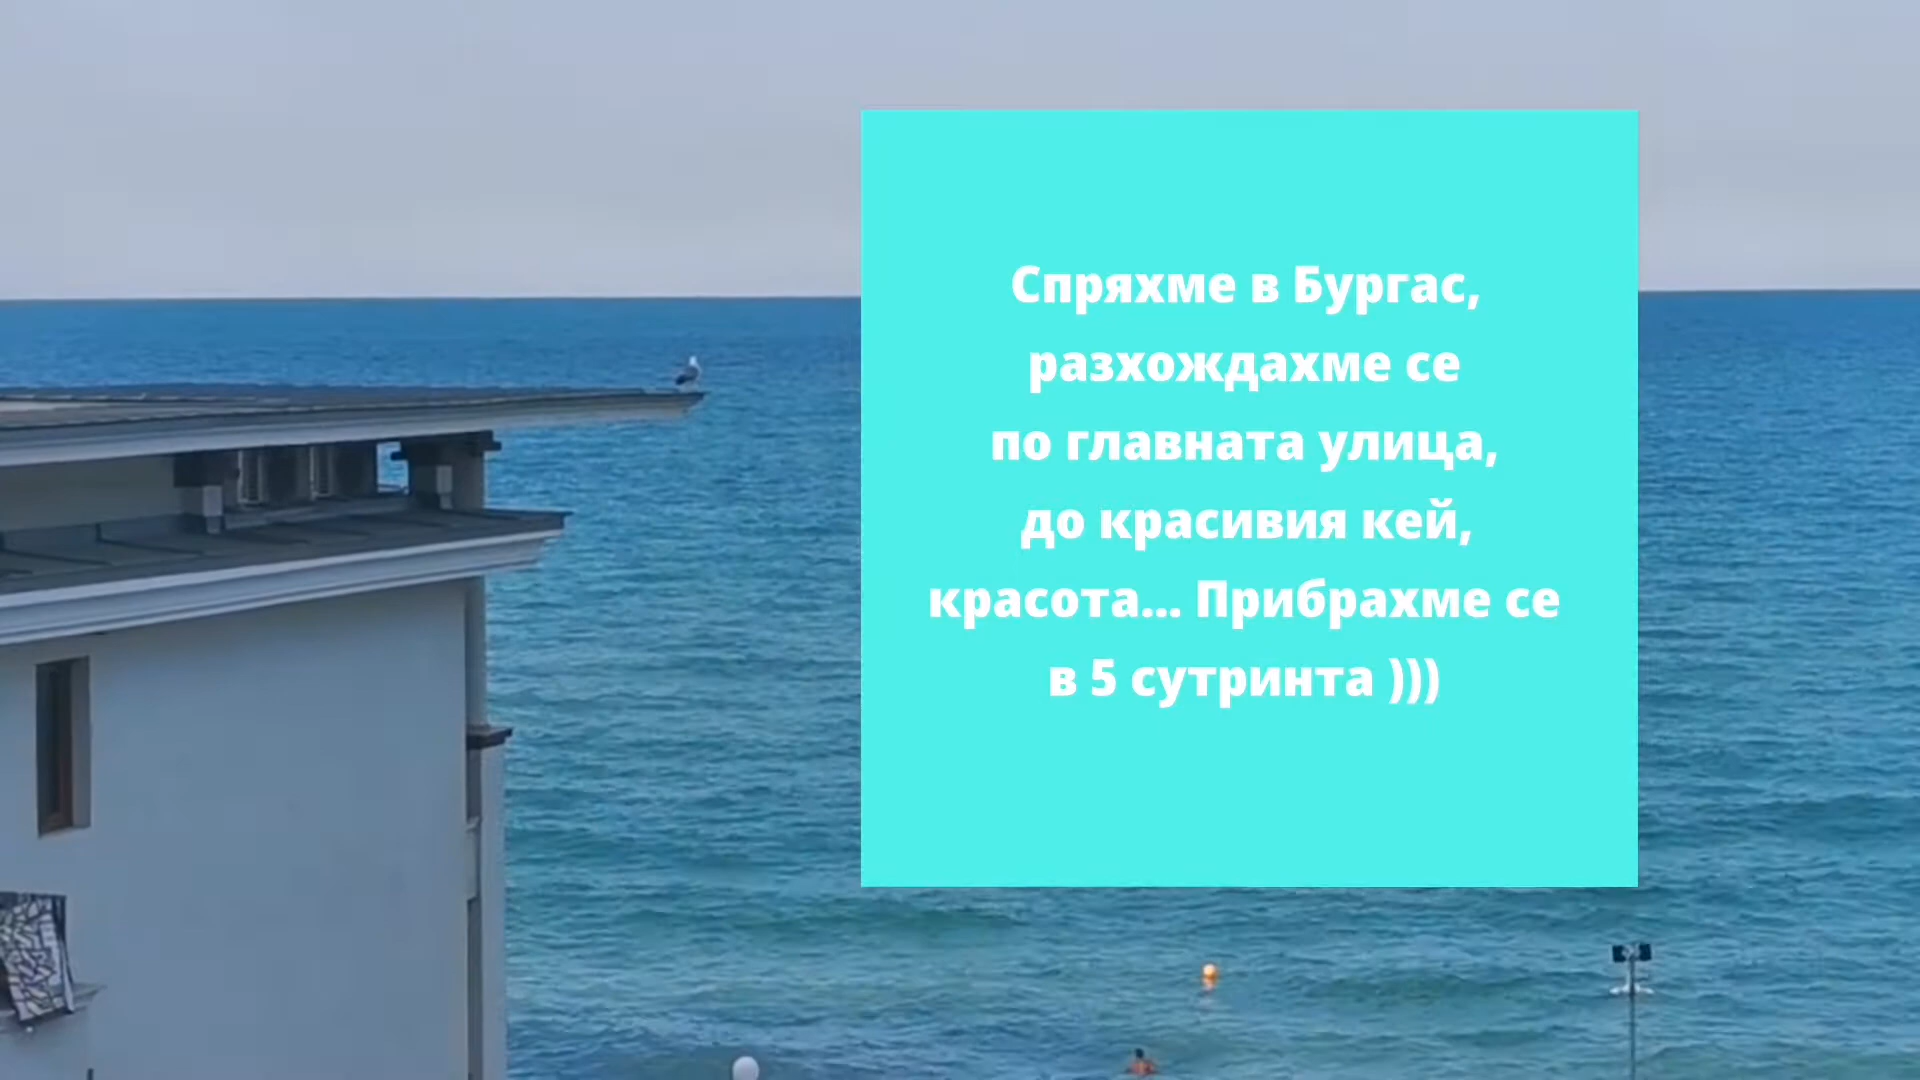 Спряхме в Бургас,
разхождахме се
по главната улица,
до красивия кей,
красота... Прибрахме се
в 5 сутринта )))